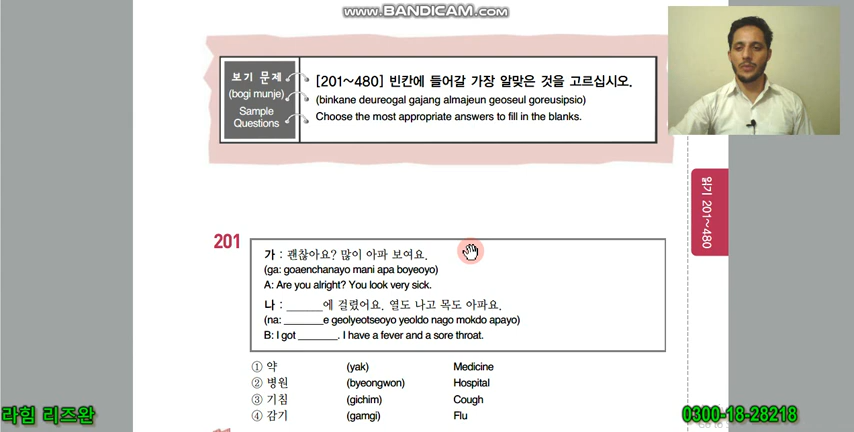 www.BANDICAM.com
보기 문제
(bogi munje)
Sample
Questions
[201~480] 빈칸에 들어갈 가장 알맞은 것을 고르십시오.
(binkane deureogal gajang almajeun geoseul goreusipsio)
Choose the most appropriate answers to fill in the blanks.
읽기 201~480
201
가 : 괜찮아요? 많이 아파 보여요.
(ga: goaenchanayo mani apa boyeoyo)
A: Are you alright? You look very sick.
나 : ______에 걸렸어요. 열도 나고 목도 아파요.
(na: _______e geolyeotseoyo yeoldo nago mokdo apayo)
B: I got _______. I have a fever and a sore throat.
① 약 (yak) Medicine
② 병원 (byeongwon) Hospital
③ 기침 (gichim) Cough
④ 감기 (gamgi) Flu
라힘 리즈완
0300-18-28218